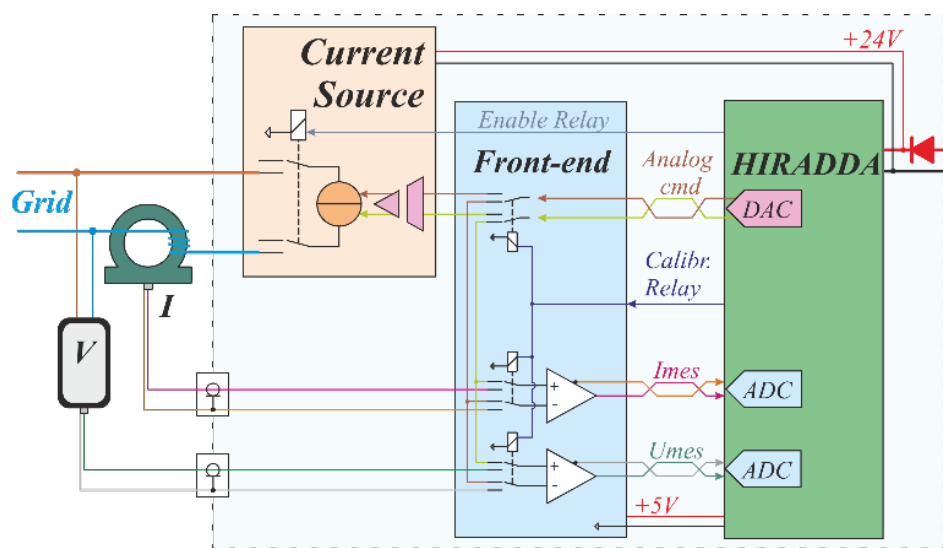 Current
Source
+24V
Enable Relay
Front-end
Analog
cmd
HIRADDA
DAC
Grid
I
Calibr.
Relay
V
+
-
Imes
ADC
+
-
Umes
ADC
+5V